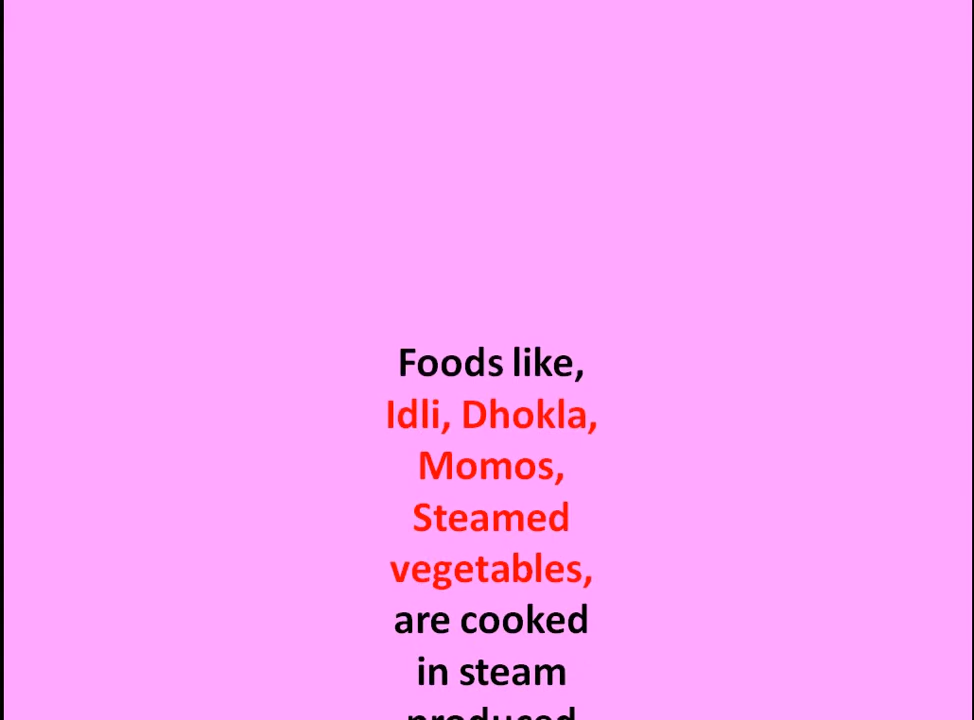 Foods like,
Idli, Dhokla,
Momos,
Steamed
vegetables,
are cooked
in steam
produced